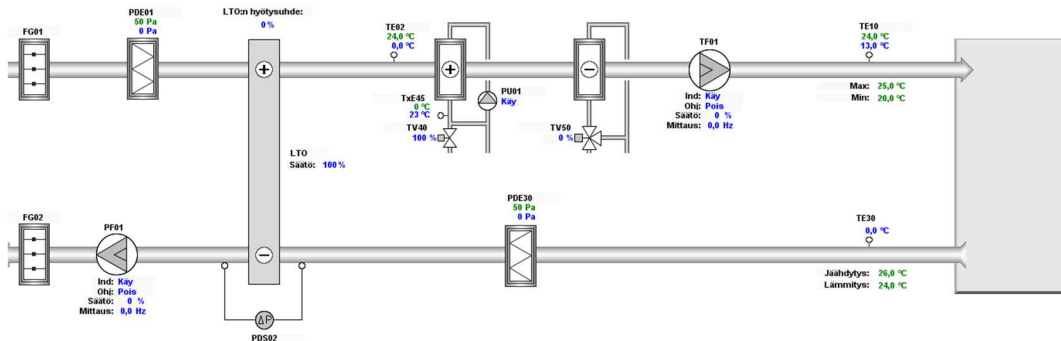 LTO:n hyötysuhde:
0 %
FG01
PDE01
50 Pa
0 Pa
TE02
24,0 °C
0,0 °C
TF01
TE10
24,0 °C
13,0 °C
Max: 25,0 °C
Min: 20,0 °C
PU01
Käy
TxE45
0 °C
23 °C
TV40
100 %
TV50
0 %
Ind: Käy
Ohj: Pois
Säätö: 0 %
Mittaus: 0,0 Hz
LTO
Säätö: 100 %
FG02
PF01
Ind: Käy
Ohj: Pois
Säätö: 0 %
Mittaus: 0,0 Hz
ΔP
PDS02
PDE30
50 Pa
0 Pa
TE30
0,0 °C
Jäähdytys: 26,0 °C
Lämmitys: 24,0 °C